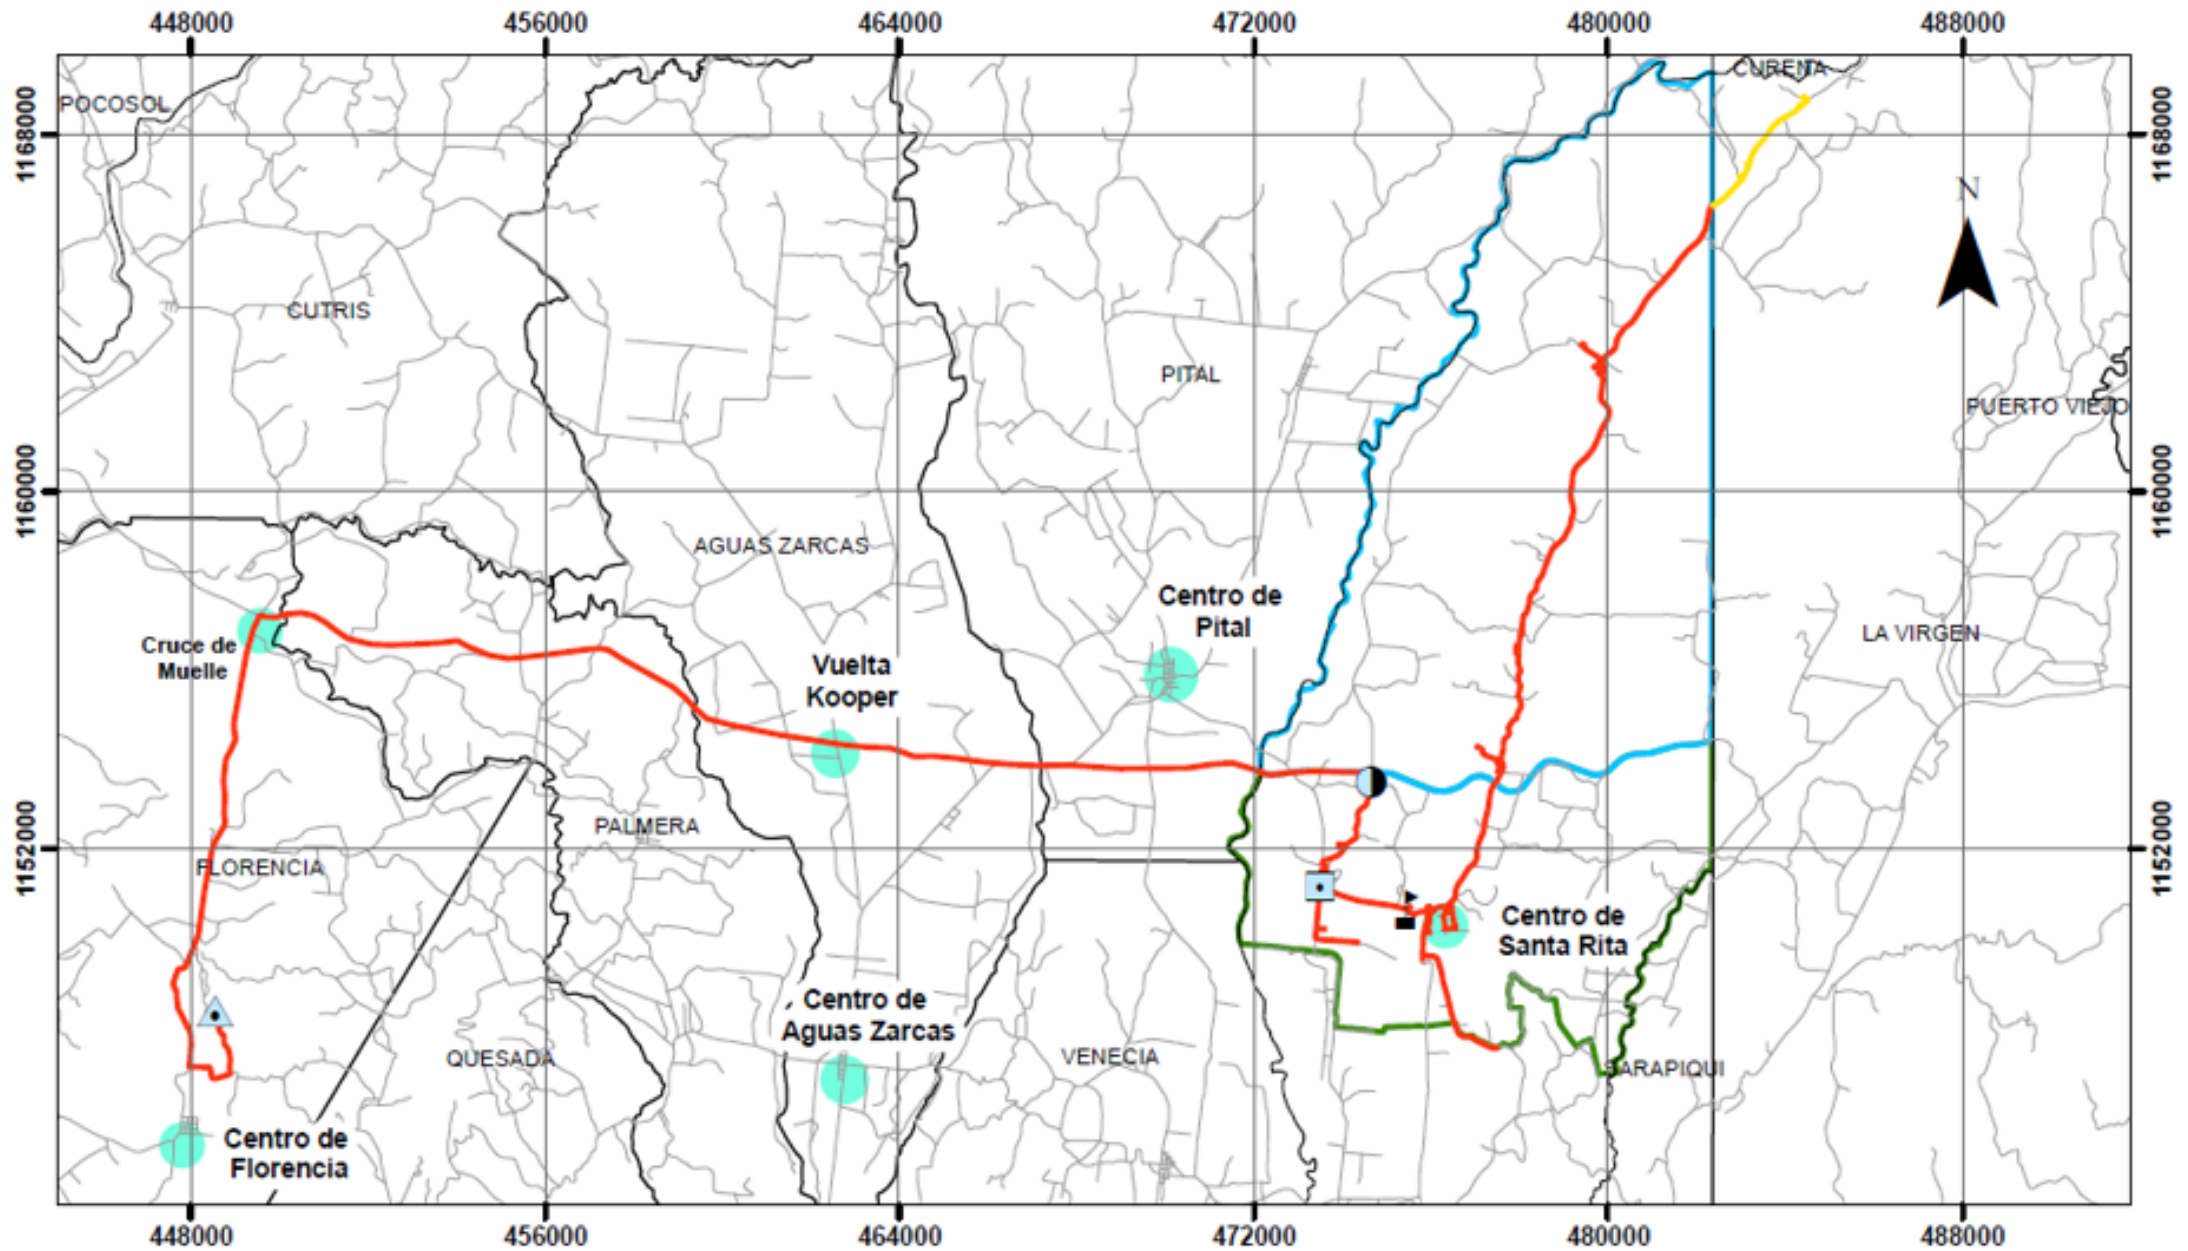 448000 456000 464000 472000 480000 488000
CUREÑA
POCOSOL
1168000 1168000
N
CUTRIS
PITAL
PUERTO VIEJO
1160000 1160000
AGUAS ZARCAS
Centro de
Pital
Cruce de
Muelle
LA VIRGEN
Vuelta
Kooper
PALMERA
1152000 1152000
FLORENCIA
Centro de
Santa Rita
Centro de
Aguas Zarcas
QUESADA
VENECIA
SARAPIQUI
Centro de
Florencia
448000 456000 464000 472000 480000 488000